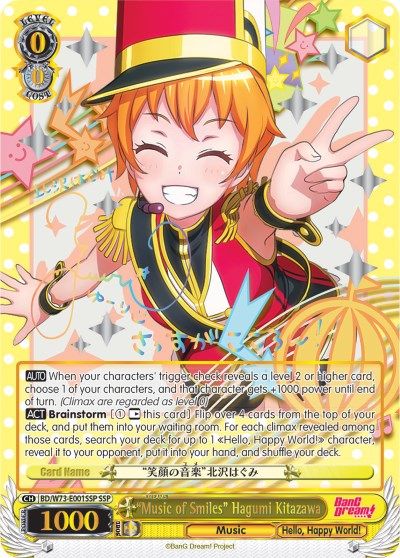 LEVEL
0
0
COST
AUTO When your characters' trigger check reveals a level 2 or higher card,
choose 1 of your characters, and that character gets +1000 power until end
of turn. (Climax are regarded as level 0)
ACT Brainstorm [① this card] Flip over 4 cards from the top of your
deck, and put them into your waiting room. For each climax revealed among
those cards, search your deck for up to 1 «Hello, Happy World!» character
reveal it to your opponent, put it into your hand, and shuffle your deck.
Card Name
"笑顔の音楽"北沢はぐみ
CH BD/W73-E001SSP SSP
"Music of Smiles" Hagumi Kitazawa
BanG Dream!
POWER
1000
SOUL
Music
Hello, Happy World!
©BanG Dream! Project